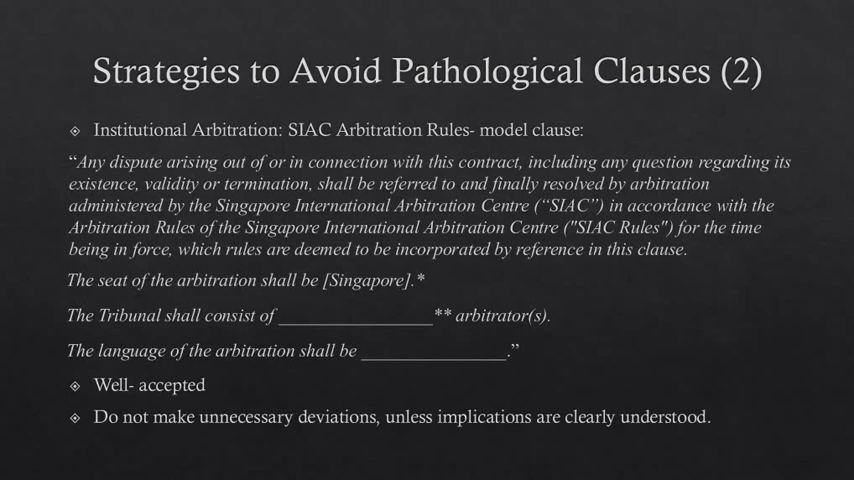 Strategies to Avoid Pathological Clauses (2)
Institutional Arbitration: SIAC Arbitration Rules- model clause:
“Any dispute arising out of or in connection with this contract, including any question regarding its
existence, validity or termination, shall be referred to and finally resolved by arbitration
administered by the Singapore International Arbitration Centre (“SIAC”) in accordance with the
Arbitration Rules of the Singapore International Arbitration Centre ("SIAC Rules") for the time
being in force, which rules are deemed to be incorporated by reference in this clause.
The seat of the arbitration shall be [Singapore].*
The Tribunal shall consist of _________________** arbitrator(s).
The language of the arbitration shall be ________________.”
Well- accepted
Do not make unnecessary deviations, unless implications are clearly understood.